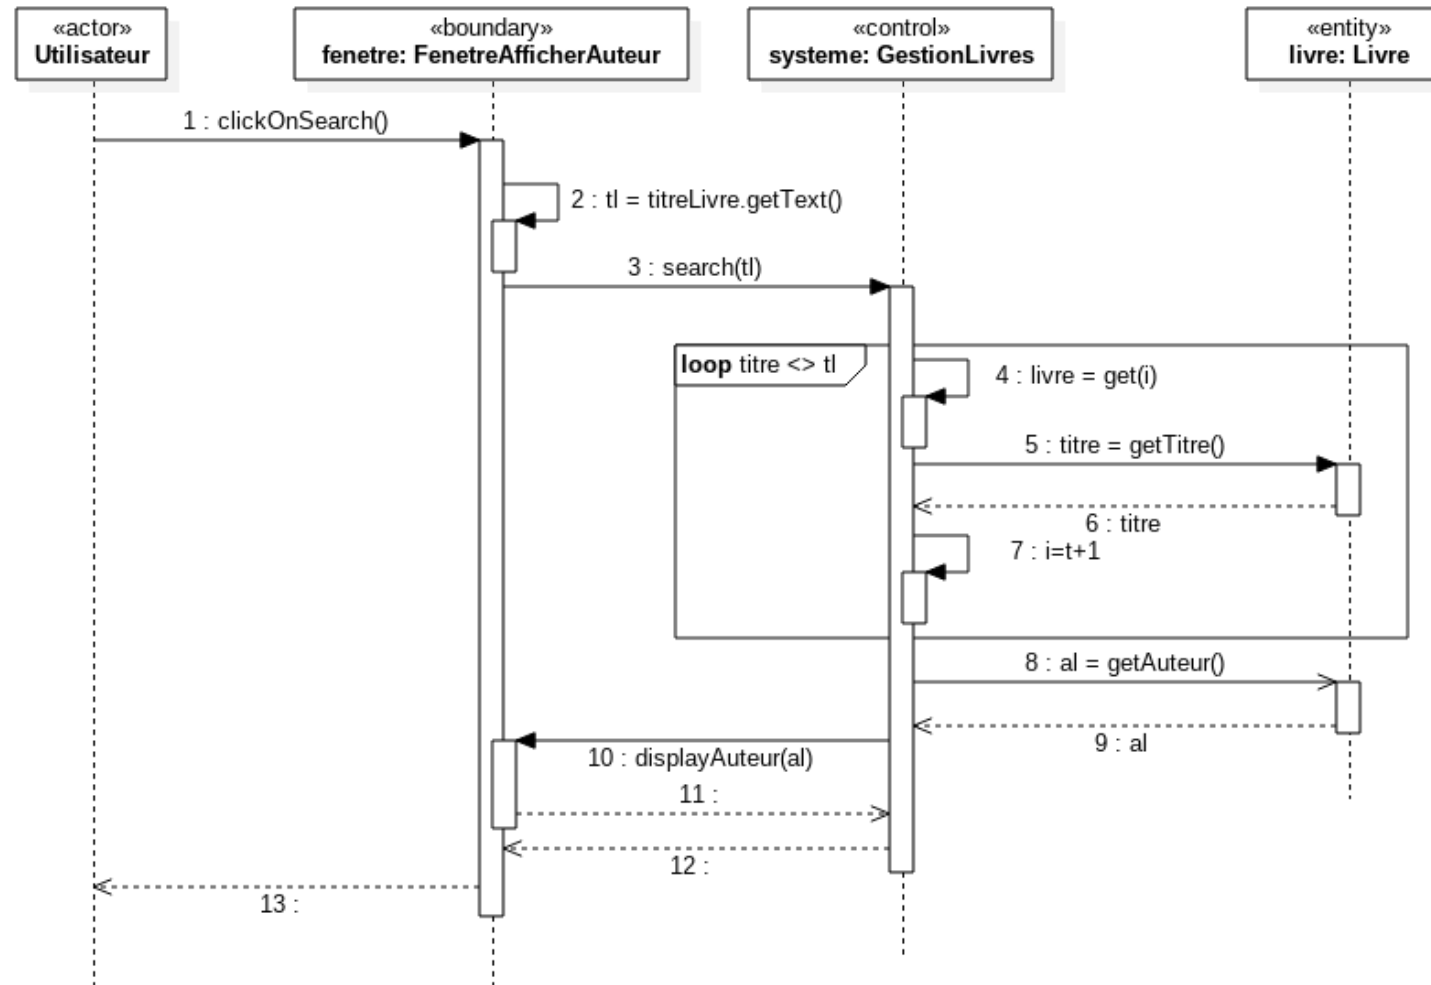 «actor»
Utilisateur
«boundary»
fenetre: FenetreAfficherAuteur
«control»
systeme: GestionLivres
«entity»
livre: Livre
1 : clickOnSearch()
2 : tl = titreLivre.getText()
3 : search(tl)
loop titre <> tl
4 : livre = get(i)
5 : titre = getTitre()
6 : titre
7 : i=t+1
8 : al = getAuteur()
9 : al
10 : displayAuteur(al)
11 :
12 :
13 :